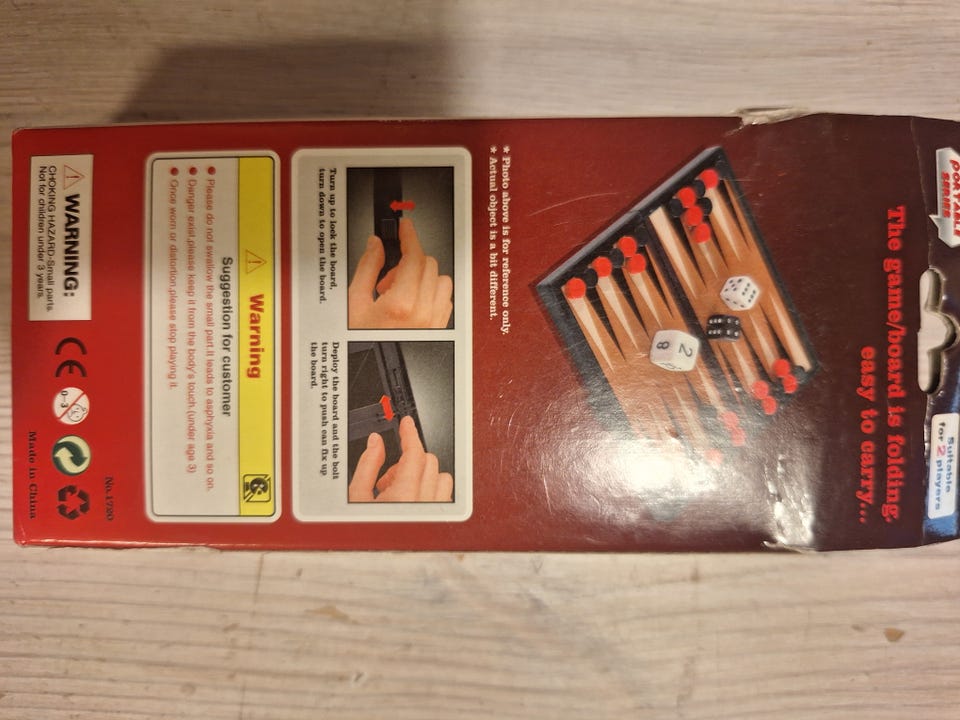 PORTABLE
SERIES
Suitable
for 2 players
The game/board is folding.
easy to carry...
2
8
* Photo above is for reference only.
* Actual object is a bit different.
Turn up to lock the board,
turn down to open the board.
Deploy the board and the bolt
turn right to push can fix up
the board.
Warning
Suggestion for customer
Please do not swallow the small part.It leads to asphyxia and so on.
Danger exist,please keep it from the body's touch.(under age 3)
Once worn or distortion,please stop playing it.
No.1720
WARNING:
CHOKING HAZARD-Small parts.
Not for children under 3 years.
CE
0-3
Made in China